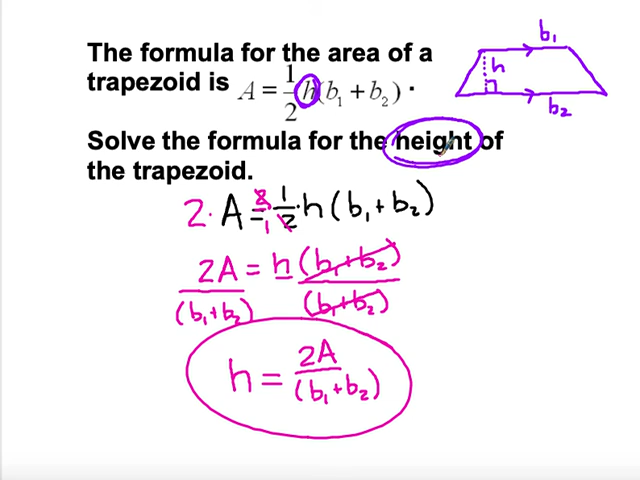 The formula for the area of a
trapezoid is A = 1/2 h(b₁ + b₂) .
b₁
h
b₂
Solve the formula for the height of
the trapezoid.
2 · A = 2/1 · 1/2 · h (b₁ + b₂)
2A = h (b₁ + b₂)
(b₁ + b₂) (b₁ + b₂)
h = 2A/(b₁ + b₂)